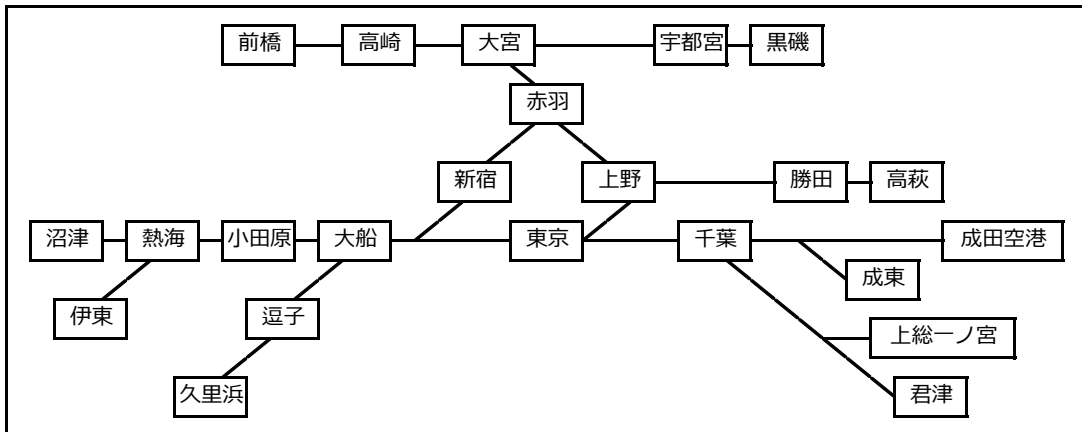 前橋 高崎 大宮 宇都宮 黒磯
赤羽
新宿 上野 勝田 高萩
沼津 熱海 小田原 大船 東京 千葉 成田空港
成東
伊東 逗子
上総一ノ宮
久里浜 君津